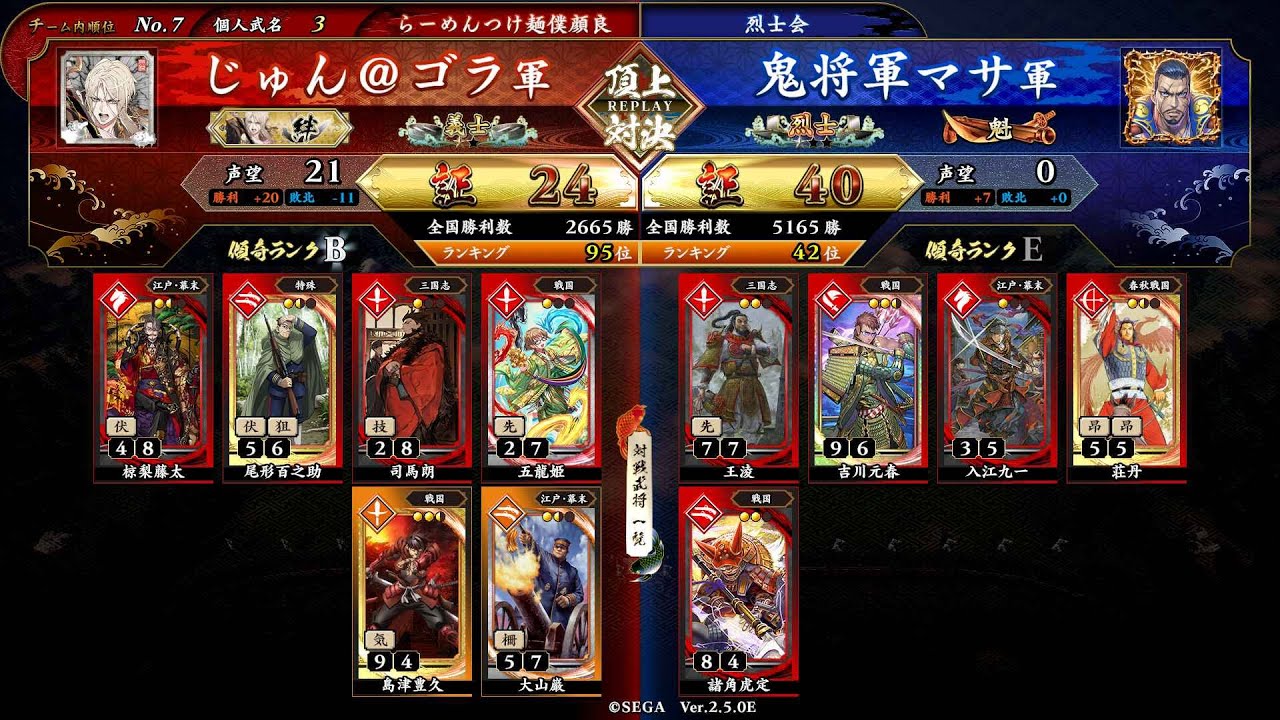 チーム内順位 No.7 個人武名 3 らーめんつけ麺僕顔良
烈士会
じゅん@ゴラ軍
頂上
REPLAY
対決
鬼将軍マサ軍
絆
義士
烈士
魁
声望 21
勝利 +20 敗北 -11
証 24
証 40
声望 0
勝利 +7 敗北 +0
全国勝利数 2665勝
全国勝利数 5165勝
傾奇ランクB
ランキング 95位
ランキング 42位
傾奇ランクE
江戸・幕末
伏
4 8
椋梨藤太
特殊
伏 狙
5 6
尾形百之助
三国志
技
2 8
司馬朗
戦国
先
2 7
五龍姫
三国志
先
7 7
王淩
戦国
9 6
吉川元春
江戸・幕末
3 5
入江九一
春秋戦国
昂 昂
5 5
荘丹
対戦武将一覧
戦国
気
9 4
島津豊久
江戸・幕末
柵
5 7
大山巌
戦国
8 4
諸角虎定
©SEGA Ver.2.5.0E